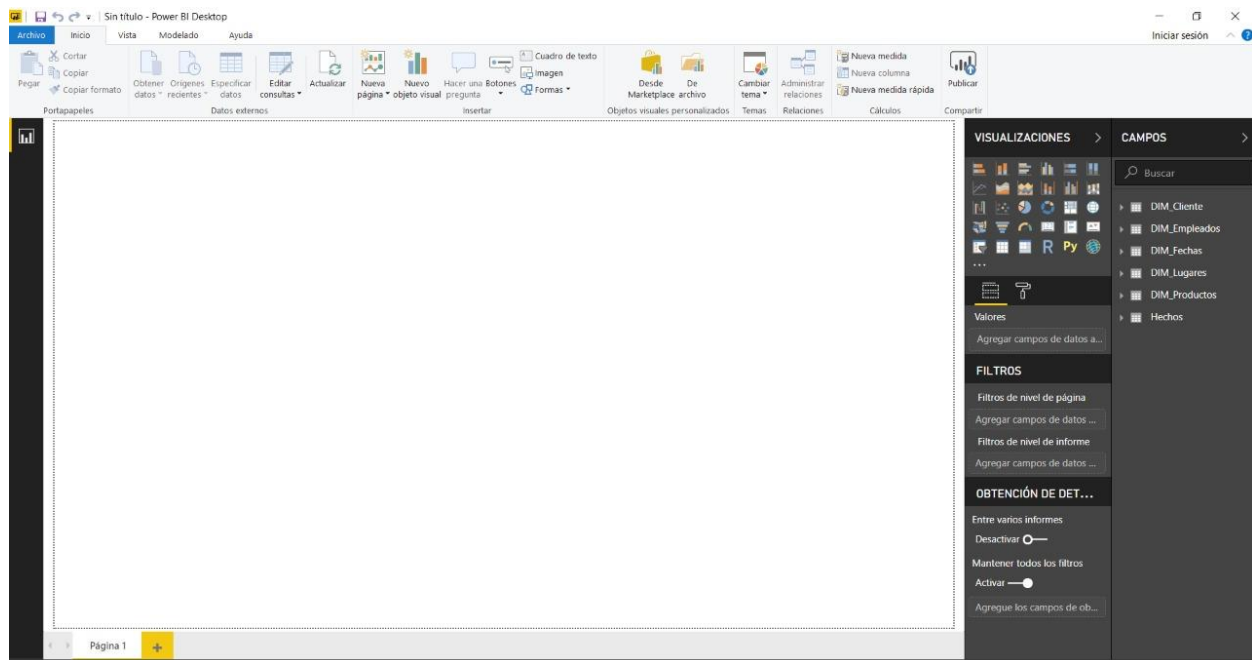 Sin título - Power BI Desktop
Archivo Inicio Vista Modelado Ayuda Iniciar sesión ?
Pegar
Cortar
Copiar
Copiar formato
Portapapeles
Obtener datos
Orígenes recientes
Especificar datos
Editar consultas
Datos externos
Actualizar
Nueva página
Nuevo objeto visual
Hacer una pregunta
Botones
Cuadro de texto
Imagen
Formas
Insertar
Desde Marketplace
De archivo
Objetos visuales personalizados
Cambiar tema
Temas
Administrar relaciones
Relaciones
Nueva medida
Nueva columna
Nueva medida rápida
Cálculos
Publicar
Compartir
VISUALIZACIONES
R Py
...
Valores
Agregar campos de datos a...
FILTROS
Filtros de nivel de página
Agregar campos de datos ...
Filtros de nivel de informe
Agregar campos de datos ...
OBTENCIÓN DE DET...
Entre varios informes
Desactivar
Mantener todos los filtros
Activar
Agregue los campos de ob...
CAMPOS
Buscar
DIM_Cliente
DIM_Empleados
DIM_Fechas
DIM_Lugares
DIM_Productos
Hechos
Página 1
+